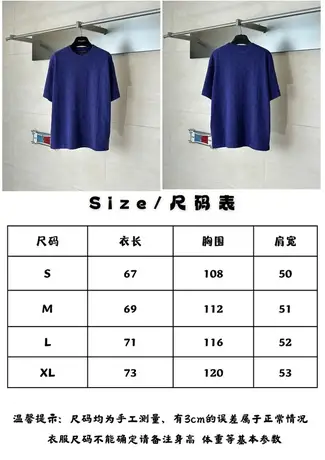 Size/尺码表
尺码 衣长 胸围 肩宽
S 67 108 50
M 69 112 51
L 71 116 52
XL 73 120 53
温馨提示：尺码均为手工测量、有3cm的误差属于正常情况
衣服尺码不能确定请备注身高 体重等基本参数